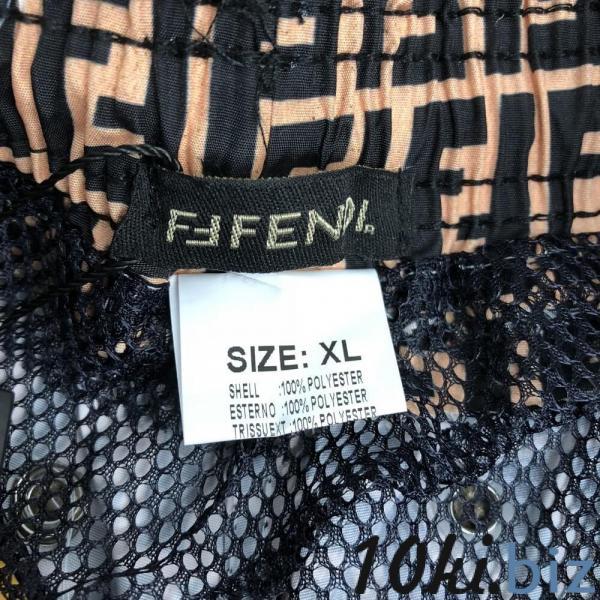 FF FENDI.
SIZE: XL
SHELL :100% POLYESTER
ESTERNO :100% POLYESTER
TRISSUEXT:100% POLYESTER
10ki.biz